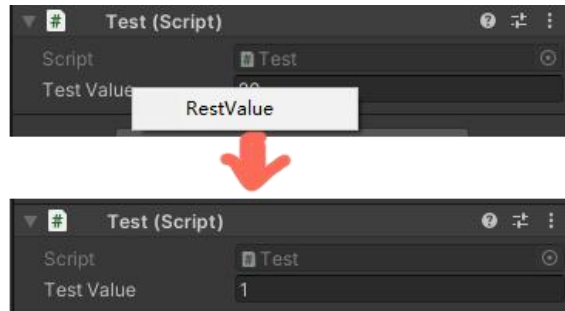 # Test (Script)
Script # Test
Test Value
RestValue
# Test (Script)
Script # Test
Test Value 1